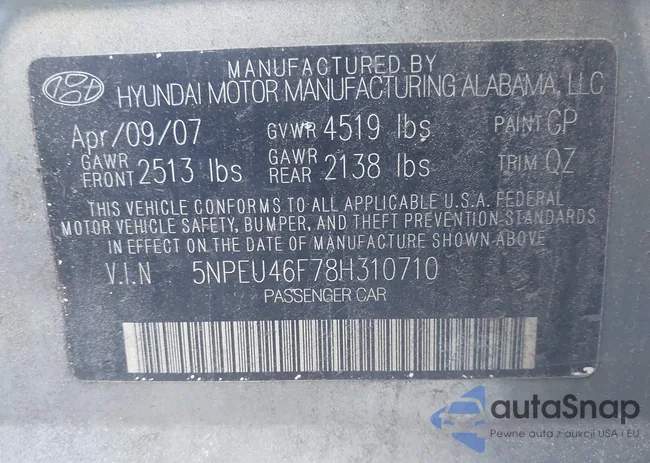 MANUFACTURED BY
HYUNDAI MOTOR MANUFACTURING ALABAMA, LLC
Apr/09/07 GVWR 4519 lbs PAINT CP
GAWR FRONT 2513 lbs GAWR REAR 2138 lbs TRIM QZ
THIS VEHICLE CONFORMS TO ALL APPLICABLE U.S.A. FEDERAL
MOTOR VEHICLE SAFETY, BUMPER, AND THEFT PREVENTION STANDARDS
IN EFFECT ON THE DATE OF MANUFACTURE SHOWN ABOVE
V.I.N 5NPEU46F78H310710
PASSENGER CAR
autaSnap
Pewne auta z aukcji USA i EU